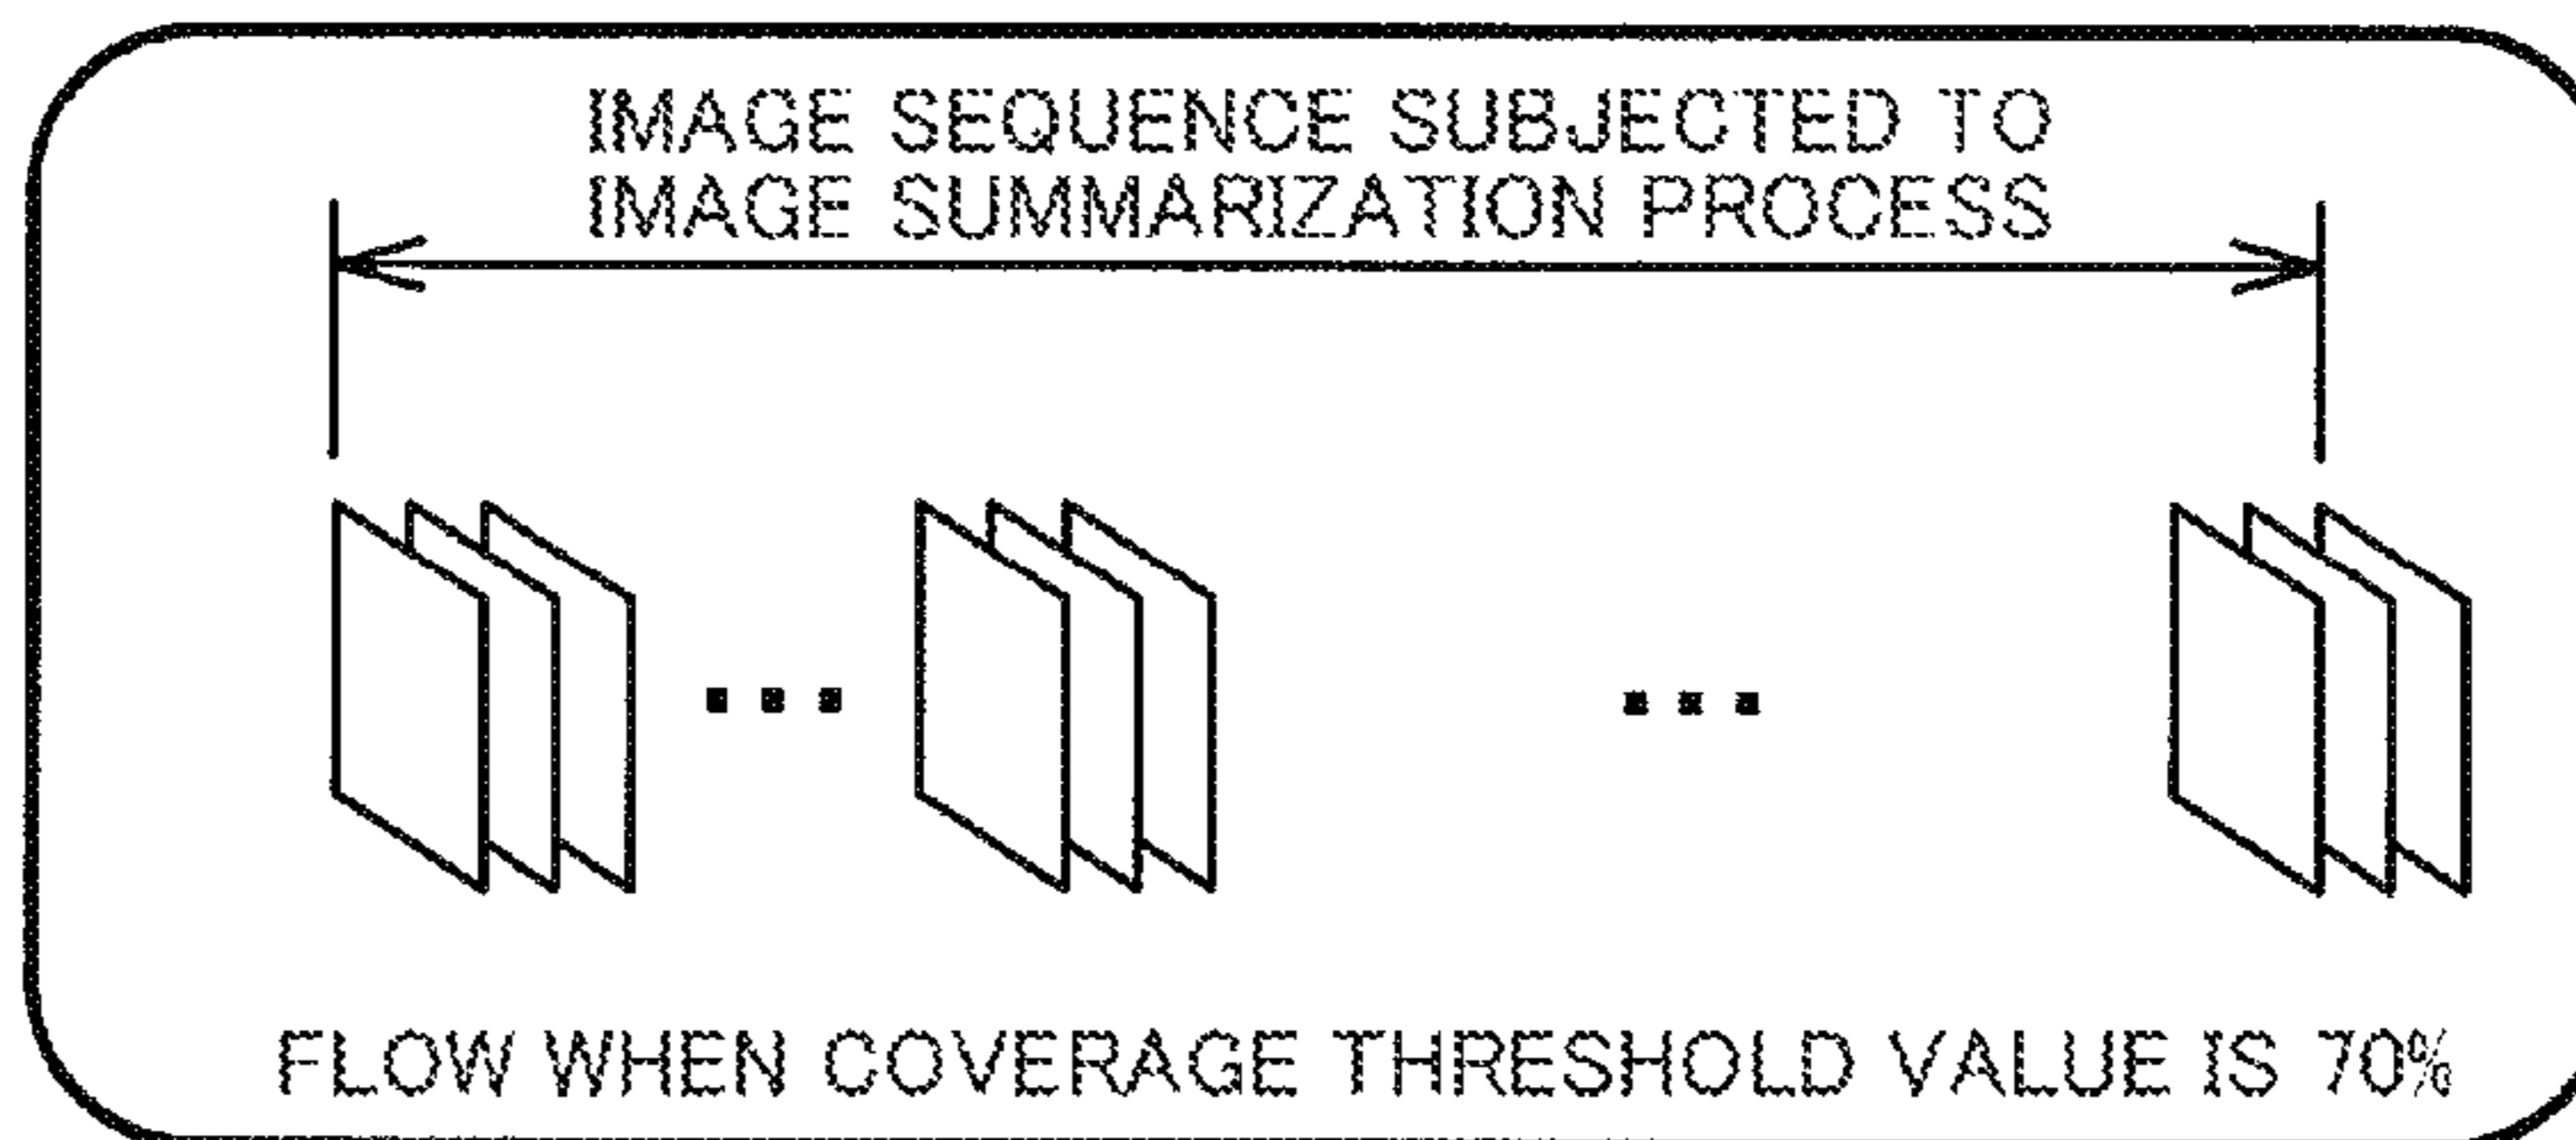 IMAGE SEQUENCE SUBJECTED TO
IMAGE SUMMARIZATION PROCESS
FLOW WHEN COVERAGE THRESHOLD VALUE IS 70%